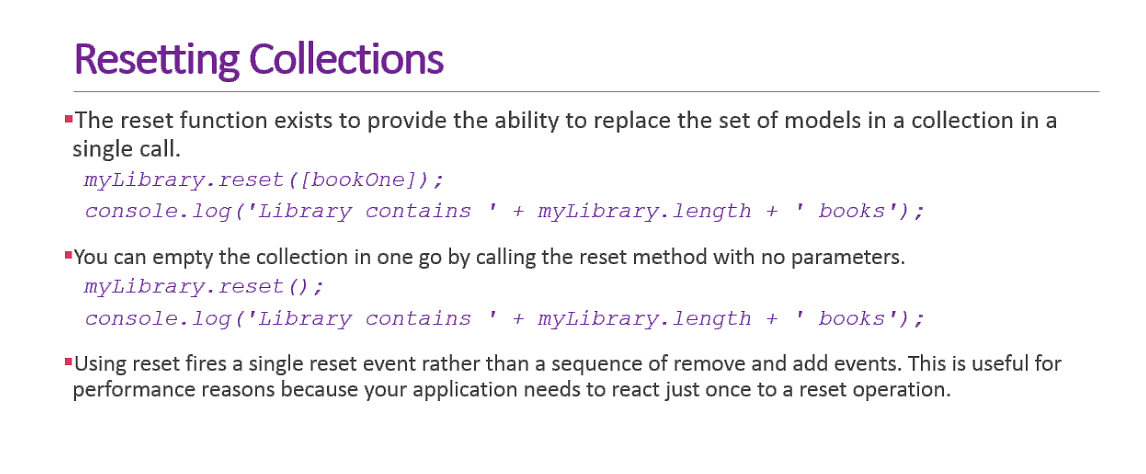 Resetting Collections
▪The reset function exists to provide the ability to replace the set of models in a collection in a
single call.
myLibrary.reset([bookOne]);
console.log('Library contains ' + myLibrary.length + ' books');
▪You can empty the collection in one go by calling the reset method with no parameters.
myLibrary.reset();
console.log('Library contains ' + myLibrary.length + ' books');
▪Using reset fires a single reset event rather than a sequence of remove and add events. This is useful for
performance reasons because your application needs to react just once to a reset operation.